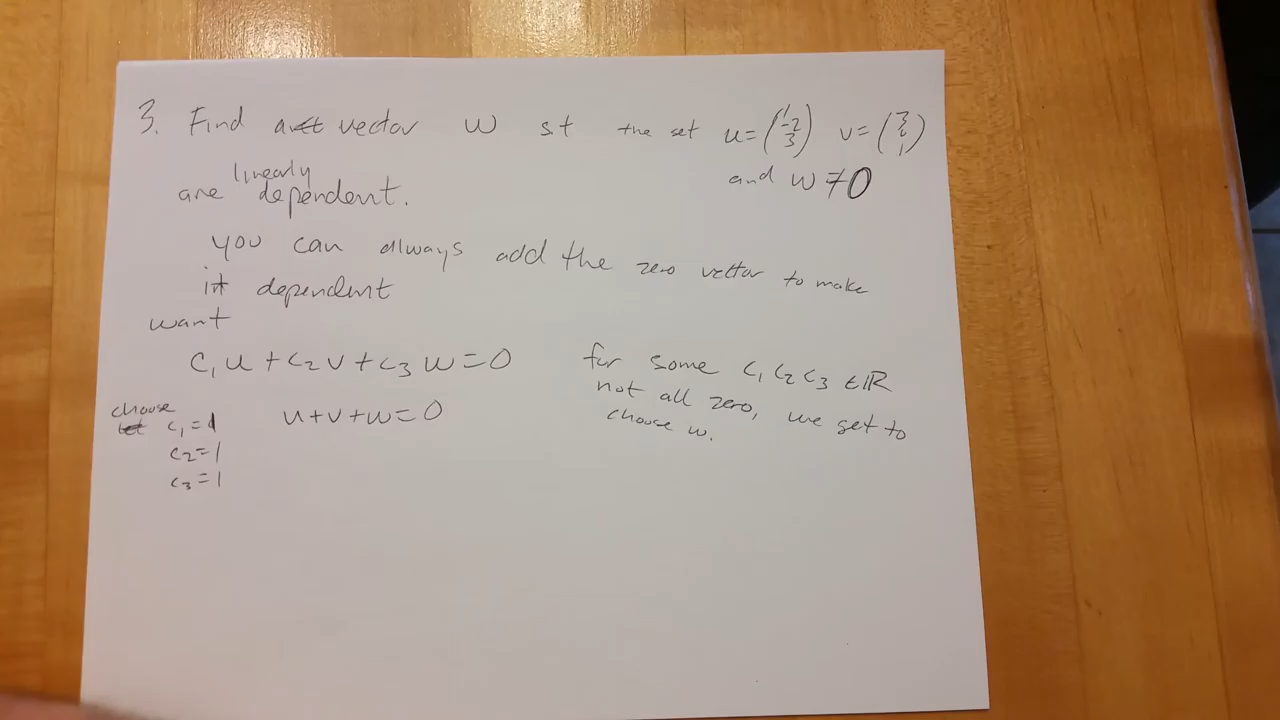 3. Find a vector w st the set u = (1 -2 3) v = ( 1)
are linearly dependent. and w ≠ 0
you can always add the zero vector to make
it dependent
want
c₁u + c₂v + c₃w = 0 for some c₁ c₂ c₃ ∈ ℝ
not all zero, we get to
choose w.
choose c₁ = 1 u + v + w = 0
c₂ = 1
c₃ = 1